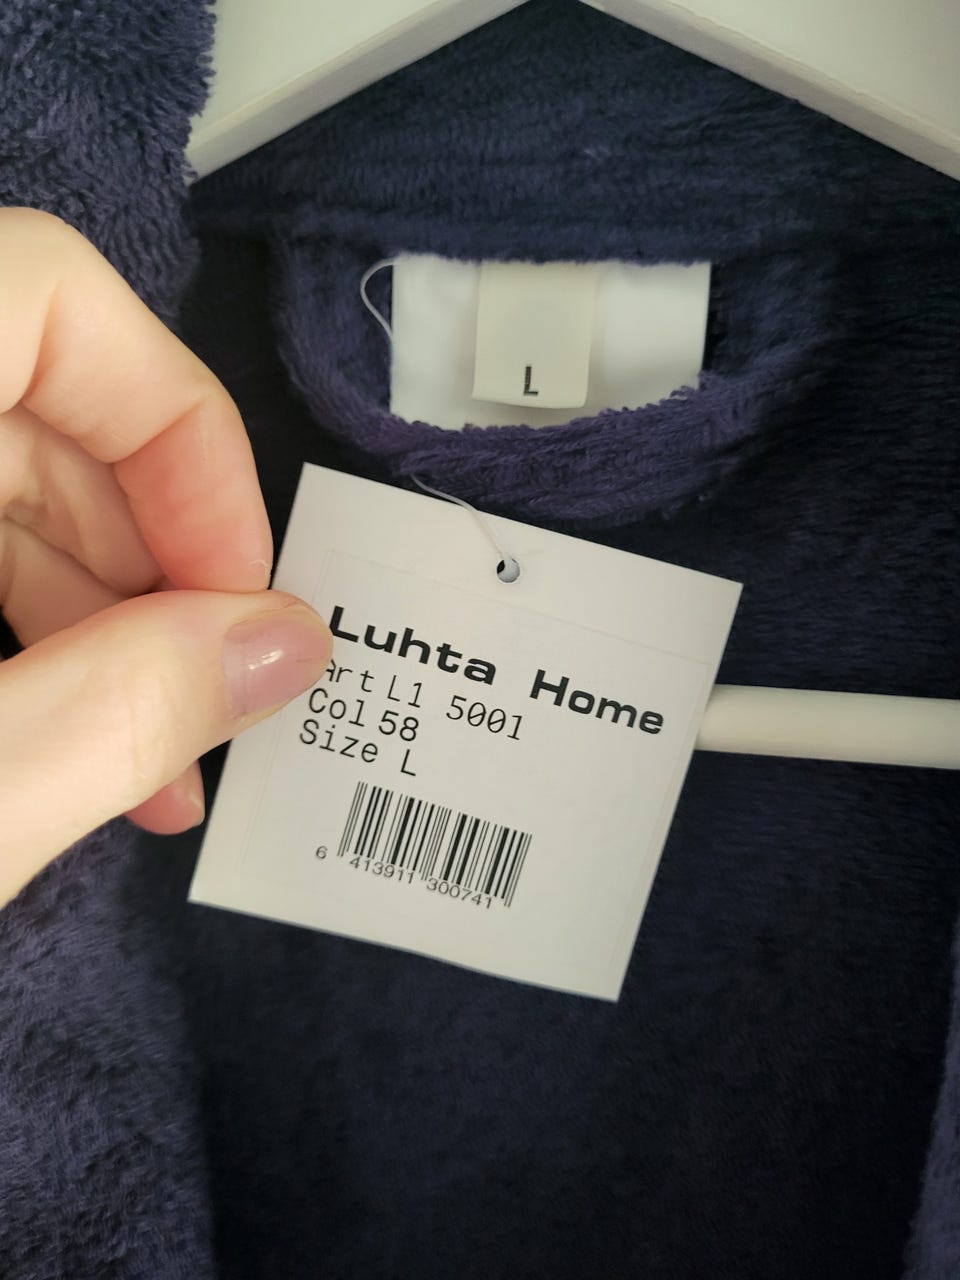 L
Luhta Home
Art L1 5001
Col 58
Size L
6 413911 300741